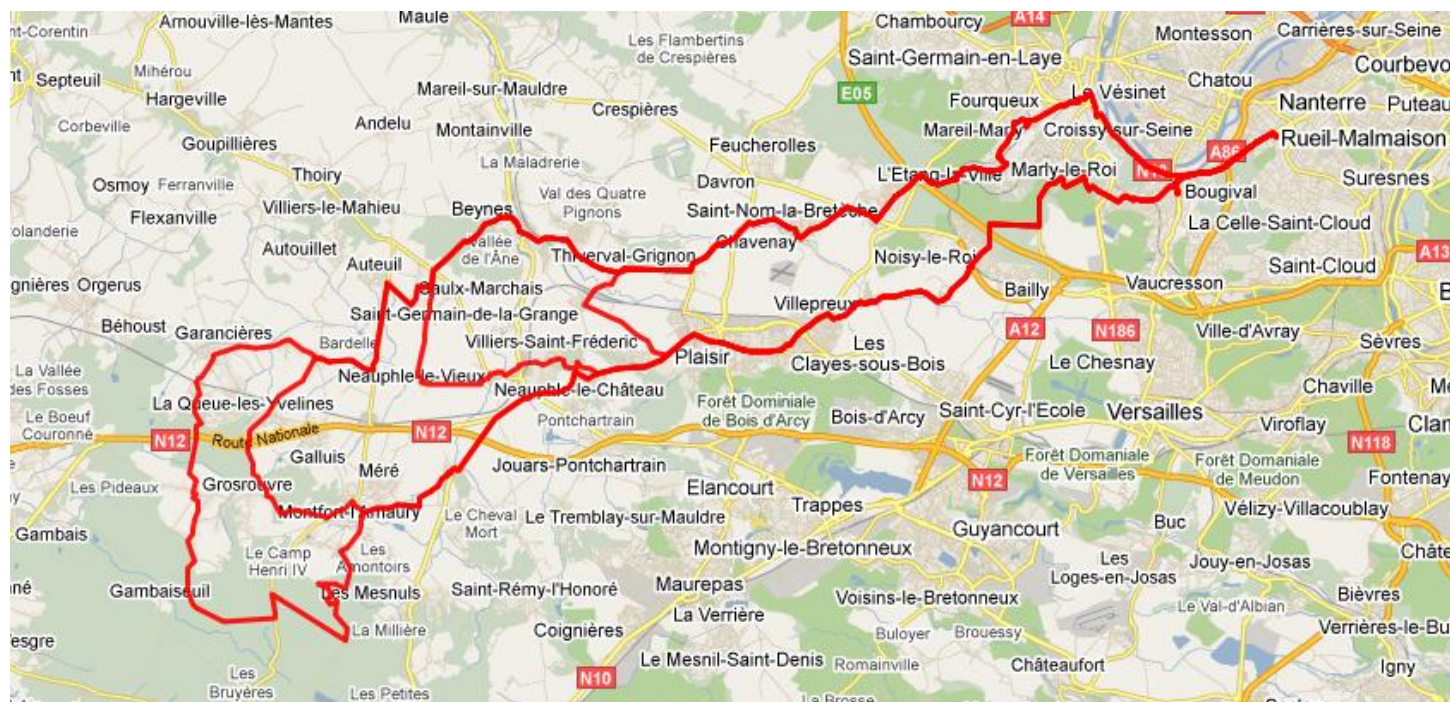 nt-Corentin
Arnouville-lès-Mantes
Maule
Les Flambertins
de Crespières
Chambourcy
A14
Montesson
Carrières-sur-Seine
Saint-Germain-en-Laye
Courbevo
Septeuil
Mihérou
Hargeville
Mareil-sur-Mauldre
Crespières
E05
Fourqueux
Le Vésinet
Chatou
Nanterre
Puteau
Corbeville
Goupillières
Andelu
Montainville
Feucherolles
Mareil-Marly
Croissy-sur-Seine
A86
Rueil-Malmaison
La Maladrerie
Thoiry
Osmoy
Ferranville
Davron
Val des Quatre
Pignons
L'Etang-la-Ville
Marly-le Roi
Bougival
Suresnes
Flexanville
Villiers-le-Mahieu
Beynes
Saint-Nom-la-Bretèche
La Celle-Saint-Cloud
olanderie
Autouillet
Vallée
de l'Âne
Chavenay
Thiverval-Grignon
Noisy-le-Roi
Saint-Cloud
A13
Auteuil
gnières
Orgerus
Saulx-Marchais
Bailly
Vaucresson
Villepreux
Saint-Germain-de-la-Grange
Béhoust
Garancières
Bardelle
Villiers-Saint-Fréderic
A12
N186
Ville-d'Avray
Sèvres
Les
Clayes-sous-Bois
Plaisir
Le Chesnay
La Vallée
des Fosses
Neauphle-le-Vieux
Neauphle-le-Château
Chaville
La Queue-les-Yvelines
Forêt Dominiale
de Bois d'Arcy
Bois-d'Arcy
Saint-Cyr-l'Ecole
Versailles
Viroflay
Le Boeuf
Couronné
N12
Route Nationale
N12
Pontchartrain
N118
Galluis
Méré
Jouars-Pontchartrain
Forêt Domaniale
de Versailles
Forêt Domaniale
de Meudon
Fontenay
Les Pideaux
Grosrouvre
Elancourt
Trappes
N12
Vélizy-Villacoublay
Montfort-l'Amaury
Le Cheval
Mort
Le Tremblay-sur-Mauldre
Guyancourt
Buc
Gambais
Le Camp
Henri IV
Les
Amontoirs
Montigny-le-Bretonneux
Les
Loges-en-Josas
Jouy-en-Josas
Gambaiseuil
Les Mesnuls
Saint-Rémy-l'Honoré
Maurepas
Voisins-le-Bretonneux
Bièvres
La Verrière
Le Val-d'Albian
La Millière
Coignières
Buloyer
Brouessy
Verrières-le-Bu
Le Mesnil-Saint-Denis
Romainville
Châteaufort
Igny
Les
Bruyères
N10
Les Petites
La Brosse